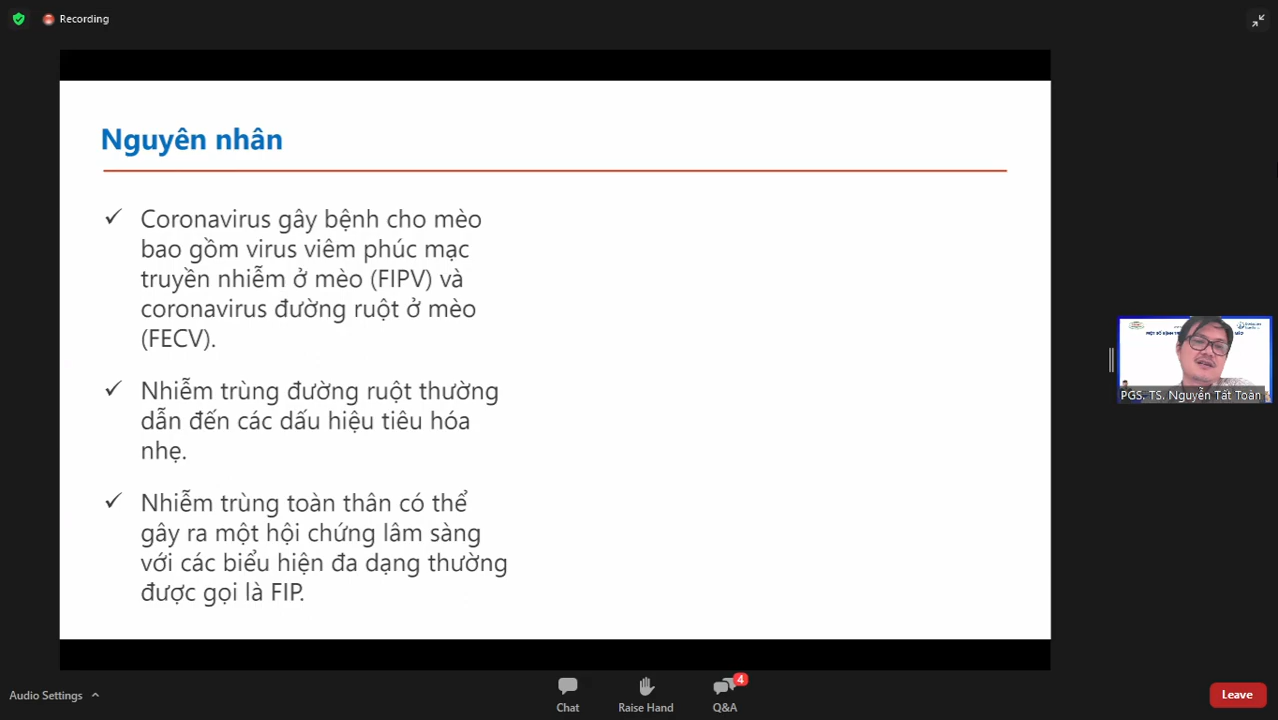 Recording
Nguyên nhân
✓ Coronavirus gây bệnh cho mèo
bao gồm virus viêm phúc mạc
truyền nhiễm ở mèo (FIPV) và
coronavirus đường ruột ở mèo
(FECV).
✓ Nhiễm trùng đường ruột thường
dẫn đến các dấu hiệu tiêu hóa
nhẹ.
✓ Nhiễm trùng toàn thân có thể
gây ra một hội chứng lâm sàng
với các biểu hiện đa dạng thường
được gọi là FIP.
PGS. TS. Nguyễn Tất Toàn
Audio Settings
Chat
Raise Hand
4
Q&A
Leave